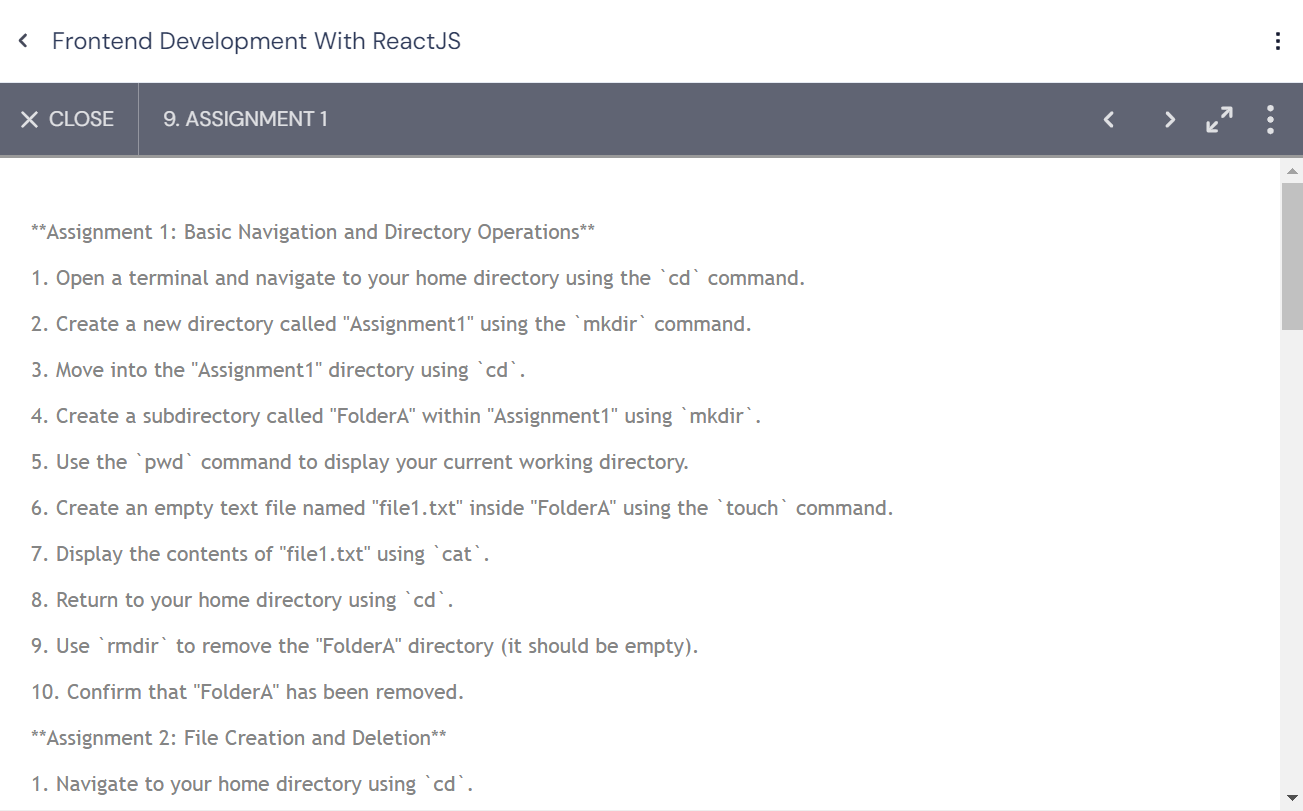 Frontend Development With ReactJS
CLOSE
9. ASSIGNMENT 1
**Assignment 1: Basic Navigation and Directory Operations**
1. Open a terminal and navigate to your home directory using the `cd` command.
2. Create a new directory called "Assignment1" using the `mkdir` command.
3. Move into the "Assignment1" directory using `cd`.
4. Create a subdirectory called "FolderA" within "Assignment1" using `mkdir`.
5. Use the `pwd` command to display your current working directory.
6. Create an empty text file named "file1.txt" inside "FolderA" using the `touch` command.
7. Display the contents of "file1.txt" using `cat`.
8. Return to your home directory using `cd`.
9. Use `rmdir` to remove the "FolderA" directory (it should be empty).
10. Confirm that "FolderA" has been removed.
**Assignment 2: File Creation and Deletion**
1. Navigate to your home directory using `cd`.